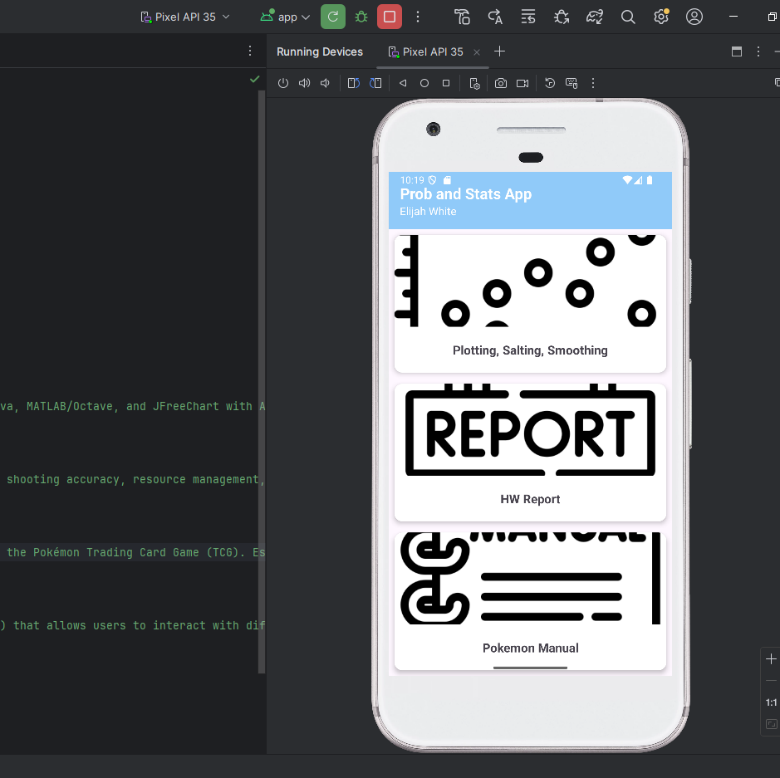 Pixel API 35
app
Running Devices
Pixel API 35
10:19
Prob and Stats App
Elijah White
Plotting, Salting, Smoothing
REPORT
HW Report
MANUAL
Pokemon Manual
va, MATLAB/Octave, and JFreeChart with A
shooting accuracy, resource management,
the Pokémon Trading Card Game (TCG). Es
) that allows users to interact with dif
1:1